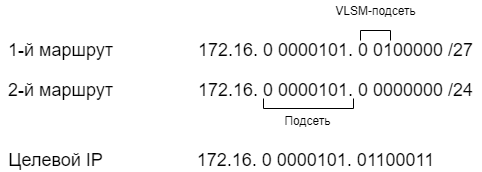 VLSM-подсеть
1-й маршрут 172.16. 0 0000101. 0 0100000 /27
2-й маршрут 172.16. 0 0000101. 0 0000000 /24
Подсеть
Целевой IP 172.16. 0 0000101. 01100011